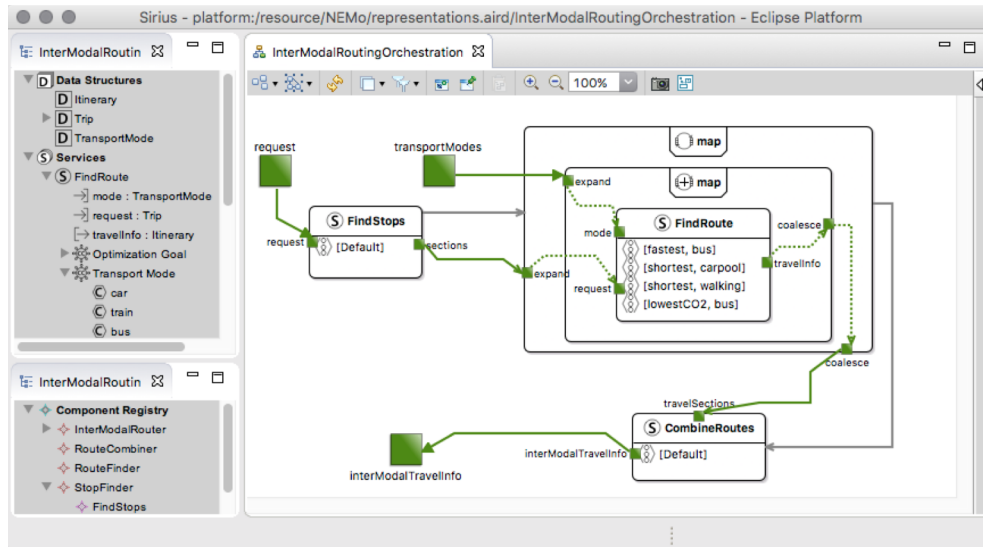 Sirius - platform:/resource/NEMo/representations.aird/InterModalRoutingOrchestration - Eclipse Platform
InterModalRoutin
Data Structures
D Itinerary
D Trip
D TransportMode
S Services
S FindRoute
mode : TransportMode
request : Trip
travelInfo : Itinerary
Optimization Goal
Transport Mode
C car
C train
C bus
InterModalRoutin
Component Registry
InterModalRouter
RouteCombiner
RouteFinder
StopFinder
FindStops
InterModalRoutingOrchestration
100%
request
transportModes
map
expand
map
S FindStops
request
[Default]
sections
expand
S FindRoute
mode
[fastest, bus]
[shortest, carpool]
[shortest, walking]
[lowestCO2, bus]
request
coalesce
travelInfo
coalesce
travelSections
S CombineRoutes
interModalTravelInfo
[Default]
interModalTravelInfo